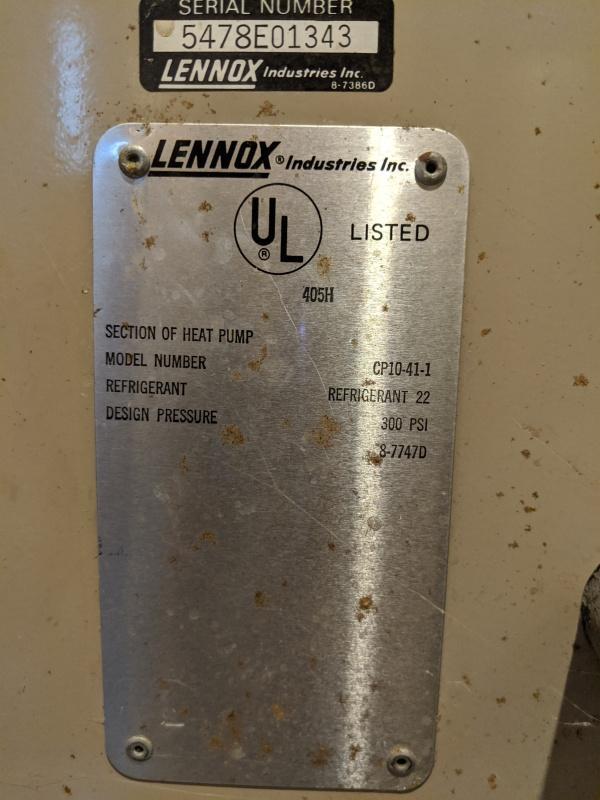 SERIAL NUMBER
5478E01343
LENNOX Industries Inc.
8-7386D
LENNOX® Industries Inc.
UL® LISTED
405H
SECTION OF HEAT PUMP
MODEL NUMBER CP10-41-1
REFRIGERANT REFRIGERANT 22
DESIGN PRESSURE 300 PSI
8-7747D